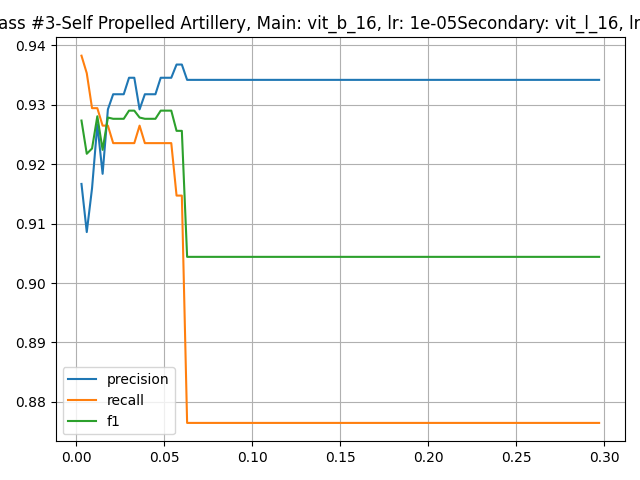 ass #3-Self Propelled Artillery, Main: vit_b_16, lr: 1e-05Secondary: vit_l_16, lr
0.94
0.93
0.92
0.91
0.90
0.89
0.88
precision
recall
f1
0.00 0.05 0.10 0.15 0.20 0.25 0.30